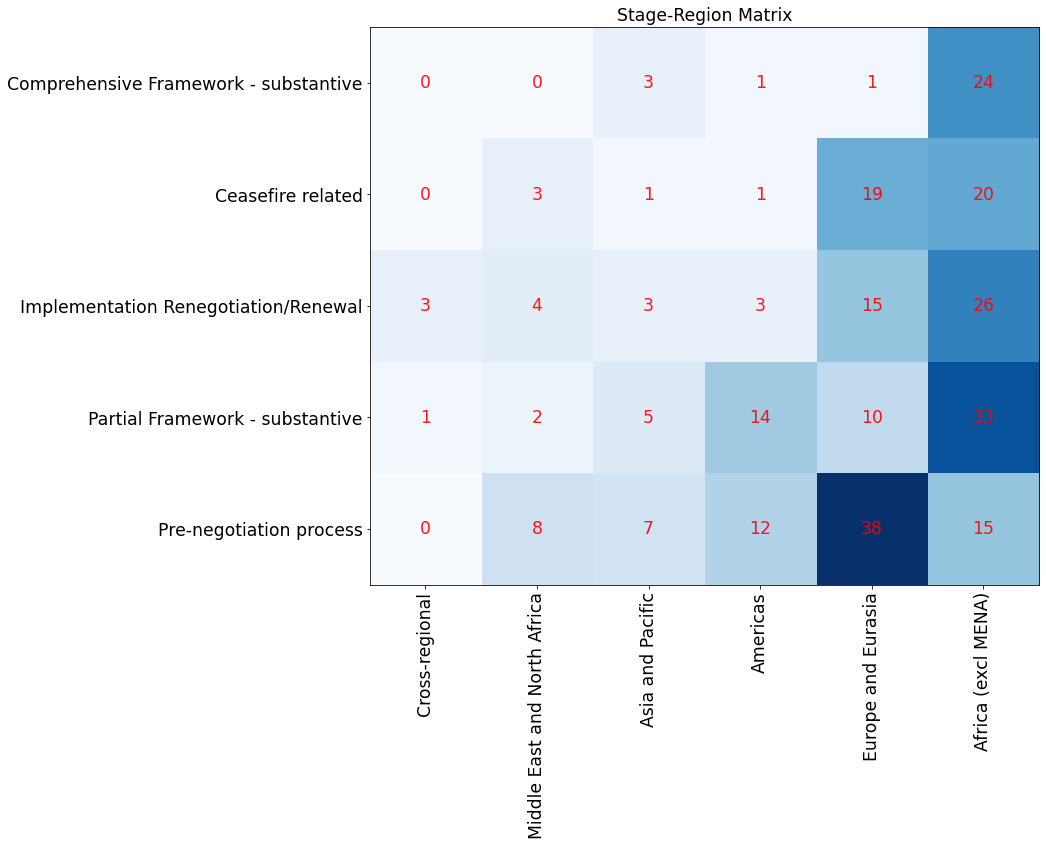 Stage-Region Matrix
Comprehensive Framework - substantive 0 0 3 1 1 24
Ceasefire related 0 3 1 1 19 20
Implementation Renegotiation/Renewal 3 4 3 3 15 26
Partial Framework - substantive 1 2 5 14 10 33
Pre-negotiation process 0 8 7 12 38 15
Cross-regional
Middle East and North Africa
Asia and Pacific
Americas
Europe and Eurasia
Africa (excl MENA)